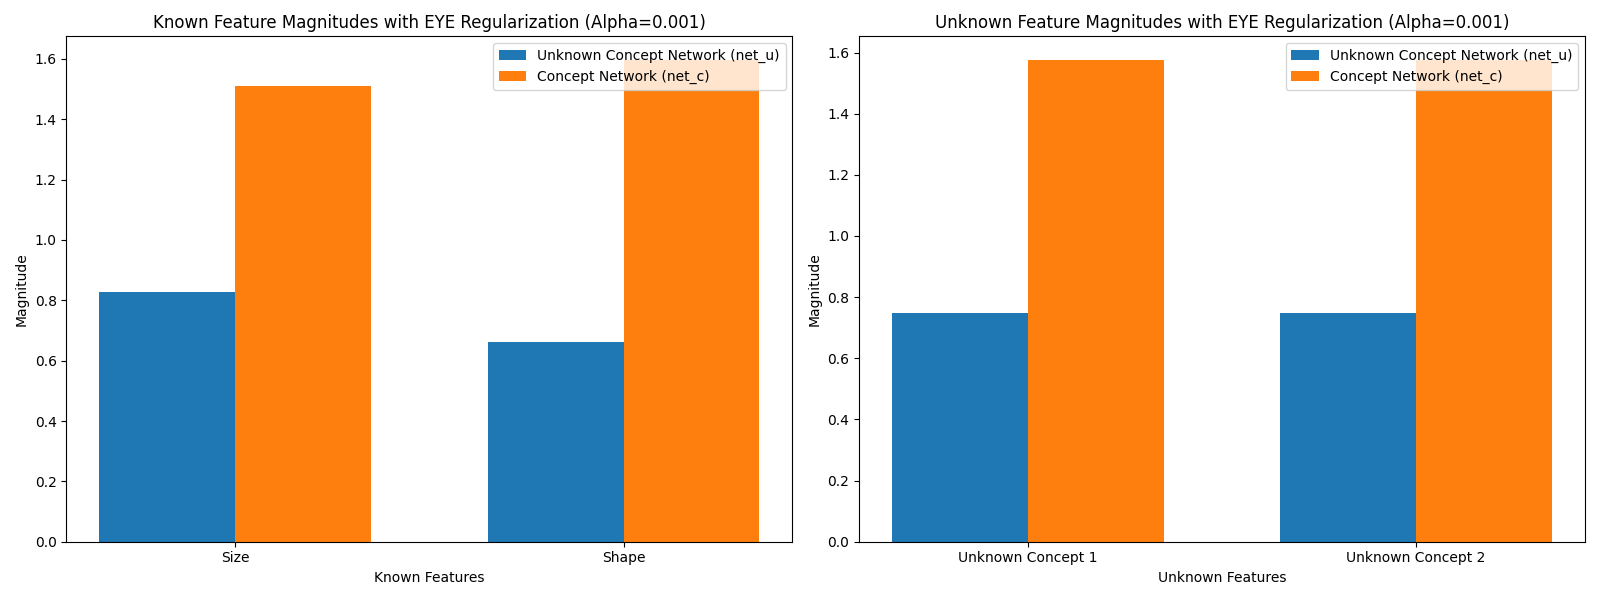 Known Feature Magnitudes with EYE Regularization (Alpha=0.001)
Unknown Concept Network (net_u)
Concept Network (net_c)
Magnitude
1.6
1.4
1.2
1.0
0.8
0.6
0.4
0.2
0.0
Size
Shape
Known Features
Unknown Feature Magnitudes with EYE Regularization (Alpha=0.001)
Unknown Concept Network (net_u)
Concept Network (net_c)
Magnitude
1.6
1.4
1.2
1.0
0.8
0.6
0.4
0.2
0.0
Unknown Concept 1
Unknown Concept 2
Unknown Features